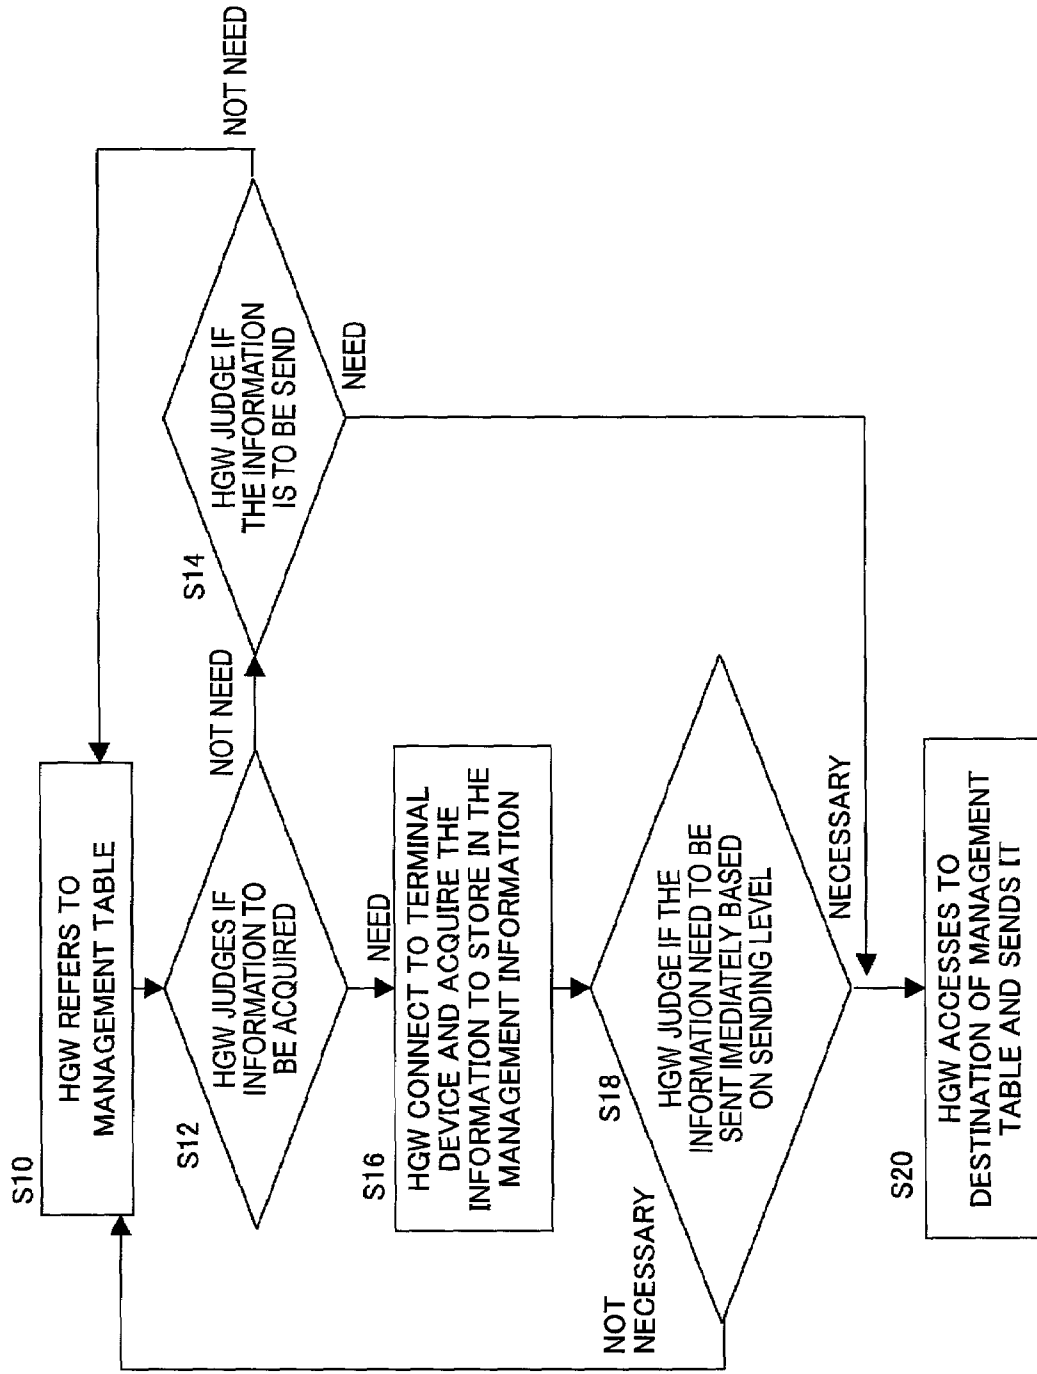 S10
HGW REFERS TO
MANAGEMENT TABLE
S12
HGW JUDGES IF
INFORMATION TO
BE ACQUIRED
NOT NEED
NEED
S14
HGW JUDGE IF
THE INFORMATION
IS TO BE SEND
NOT NEED
NEED
S16
HGW CONNECT TO TERMINAL
DEVICE AND ACQUIRE THE
INFORMATION TO STORE IN THE
MANAGEMENT INFORMATION
S18
HGW JUDGE IF THE
INFORMATION NEED TO BE
SENT IMEDIATELY BASED
ON SENDING LEVEL
NOT
NECESSARY
NECESSARY
S20
HGW ACCESSES TO
DESTINATION OF MANAGEMENT
TABLE AND SENDS IT